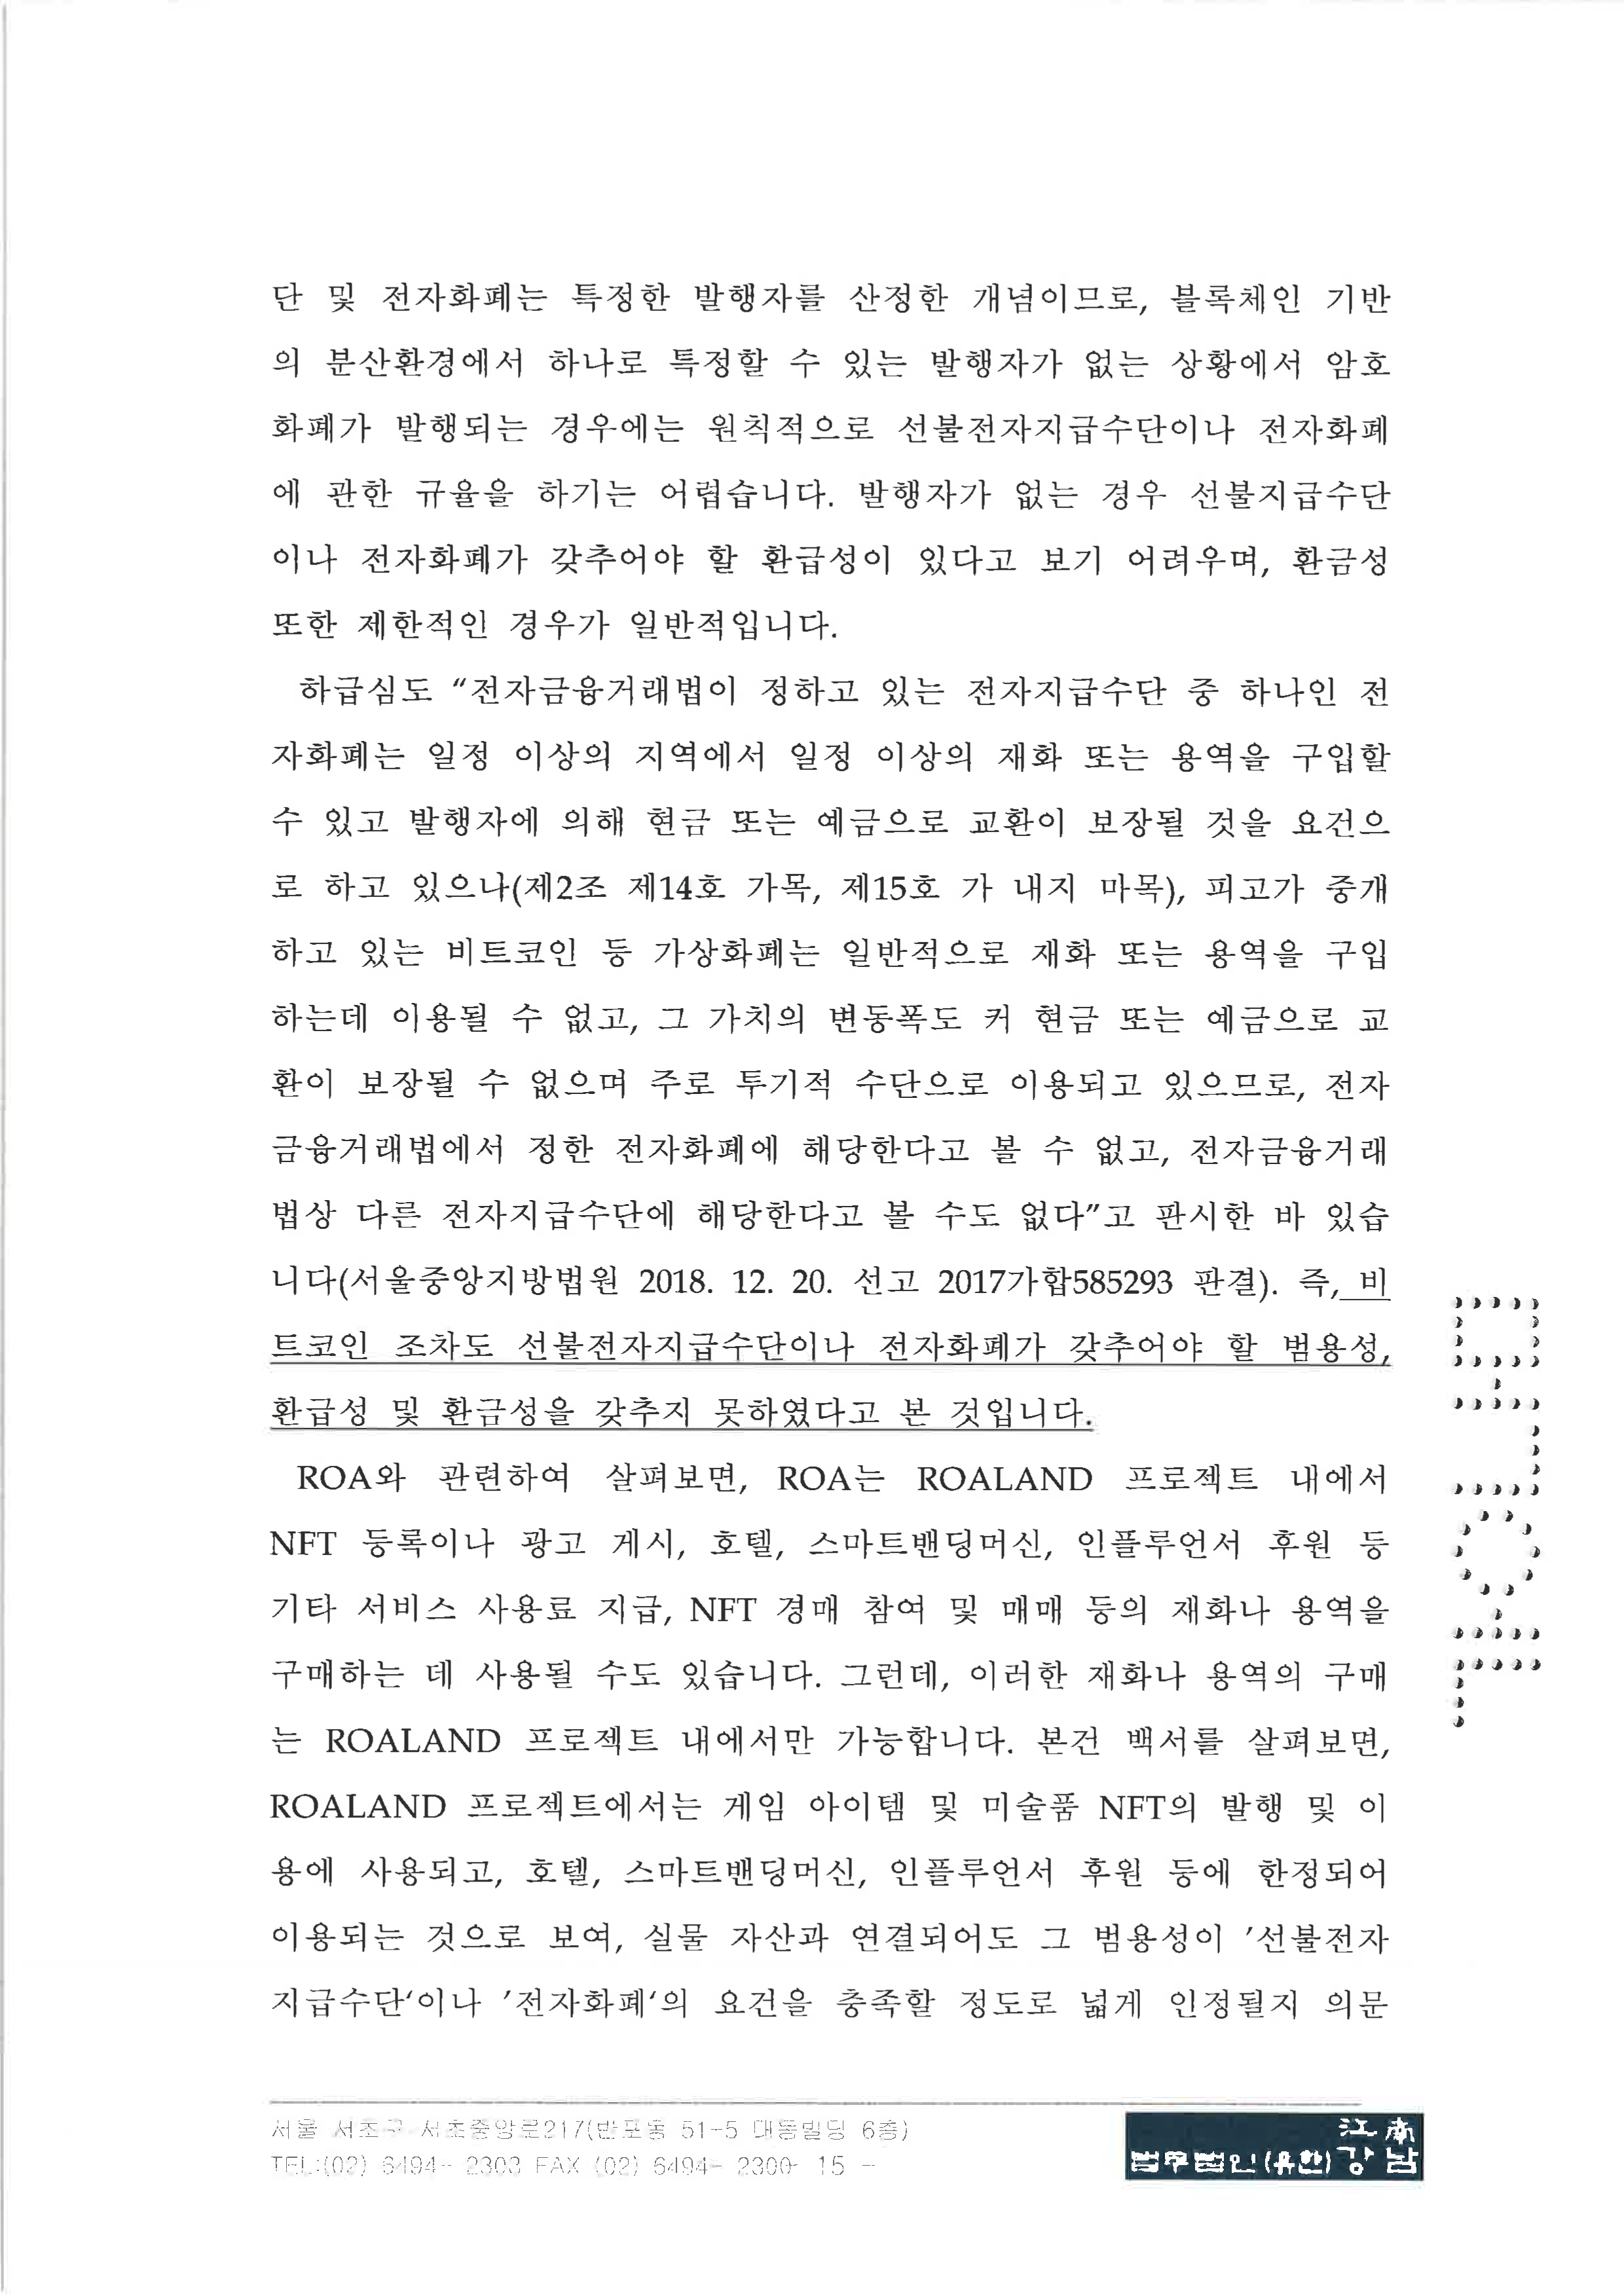 단 및 전자화폐는 특정한 발행자를 산정한 개념이므로, 블록체인 기반
의 분산환경에서 하나로 특정할 수 있는 발행자가 없는 상황에서 암호
화폐가 발행되는 경우에는 원칙적으로 선불전자지급수단이나 전자화폐
에 관한 규율을 하기는 어렵습니다. 발행자가 없는 경우 선불지급수단
이나 전자화폐가 갖추어야 할 환급성이 있다고 보기 어려우며, 환금성
또한 제한적인 경우가 일반적입니다.
하급심도 "전자금융거래법이 정하고 있는 전자지급수단 중 하나인 전
자화폐는 일정 이상의 지역에서 일정 이상의 재화 또는 용역을 구입할
수 있고 발행자에 의해 현금 또는 예금으로 교환이 보장될 것을 요건으
로 하고 있으나(제2조 제14호 가목, 제15호 가 내지 마목), 피고가 중개
하고 있는 비트코인 등 가상화폐는 일반적으로 재화 또는 용역을 구입
하는데 이용될 수 없고, 그 가치의 변동폭도 커 현금 또는 예금으로 교
환이 보장될 수 없으며 주로 투기적 수단으로 이용되고 있으므로, 전자
금융거래법에서 정한 전자화폐에 해당한다고 볼 수 없고, 전자금융거래
법상 다른 전자지급수단에 해당한다고 볼 수도 없다"고 판시한 바 있습
니다(서울중앙지방법원 2018. 12. 20. 선고 2017가합585293 판결). 즉, 비
트코인 조차도 선불전자지급수단이나 전자화폐가 갖추어야 할 범용성,
환급성 및 환금성을 갖추지 못하였다고 본 것입니다.
ROA와 관련하여 살펴보면, ROA는 ROALAND 프로젝트 내에서
NFT 등록이나 광고 게시, 호텔, 스마트밴딩머신, 인플루언서 후원 등
기타 서비스 사용료 지급, NFT 경매 참여 및 매매 등의 재화나 용역을
구매하는 데 사용될 수도 있습니다. 그런데, 이러한 재화나 용역의 구매
는 ROALAND 프로젝트 내에서만 가능합니다. 본건 백서를 살펴보면,
ROALAND 프로젝트에서는 게임 아이템 및 미술품 NFT의 발행 및 이
용에 사용되고, 호텔, 스마트밴딩머신, 인플루언서 후원 등에 한정되어
이용되는 것으로 보여, 실물 자산과 연결되어도 그 범용성이 '선불전자
지급수단'이나 '전자화폐'의 요건을 충족할 정도로 넓게 인정될지 의문
서울 서초구 서초중앙로217(반포동 51-5 대동빌딩 6층)
TEL:(02) 6494- 2303 FAX (02) 6494- 2300- 15 -
江南
법무법인(유한) 강남